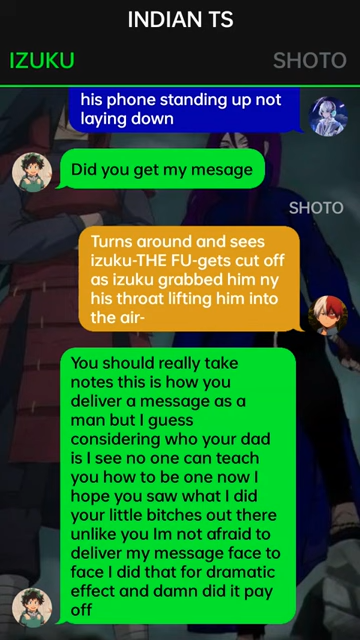 INDIAN TS
IZUKU
SHOTO
his phone standing up not
laying down
Did you get my mesage
SHOTO
Turns around and sees
izuku-THE FU-gets cut off
as izuku grabbed him ny
his throat lifting him into
the air-
You should really take
notes this is how you
deliver a message as a
man but I guess
considering who your dad
is I see no one can teach
you how to be one now I
hope you saw what I did
your little bitches out there
unlike you Im not afraid to
deliver my message face to
face I did that for dramatic
effect and damn did it pay
off